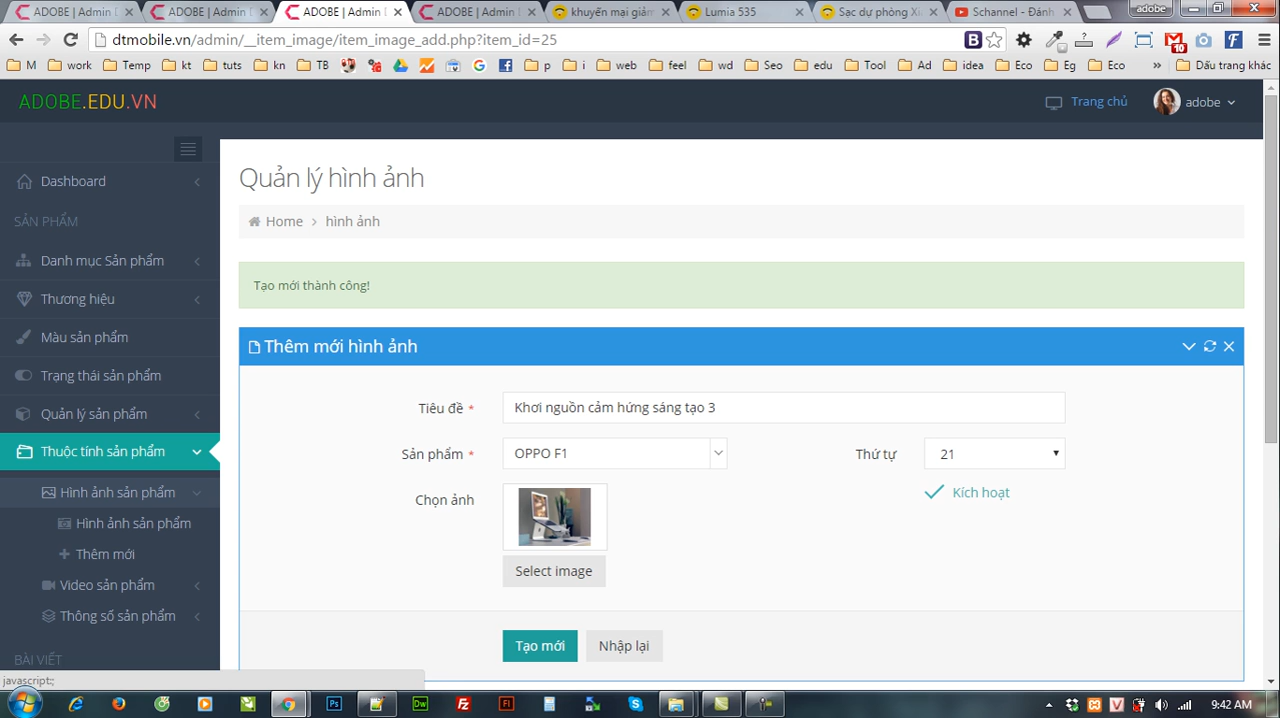 ADOBE | Admin D
ADOBE | Admin D
ADOBE | Admin D
ADOBE | Admin D
khuyến mại giảm
Lumia 535
Sạc dự phòng Xi
Schannel - Đánh
adobe
dtmobile.vn/admin/__item_image/item_image_add.php?item_id=25
10
M
work
Temp
kt
tuts
kn
TB
p
i
web
feel
wd
Seo
edu
Tool
Ad
idea
Eco
Eg
Eco
»
Dấu trang khác
ADOBE.EDU.VN
Trang chủ
adobe
Dashboard
SẢN PHẨM
Danh mục Sản phẩm
Thương hiệu
Màu sản phẩm
Trạng thái sản phẩm
Quản lý sản phẩm
Thuộc tính sản phẩm
Hình ảnh sản phẩm
Hình ảnh sản phẩm
Thêm mới
Video sản phẩm
Thông số sản phẩm
BÀI VIẾT
Quản lý hình ảnh
Home > hình ảnh
Tạo mới thành công!
Thêm mới hình ảnh
Tiêu đề *
Khơi nguồn cảm hứng sáng tạo 3
Sản phẩm *
OPPO F1
Thứ tự
21
Chọn ảnh
Kích hoạt
Select image
Tạo mới
Nhập lại
javascript:;
9:42 AM